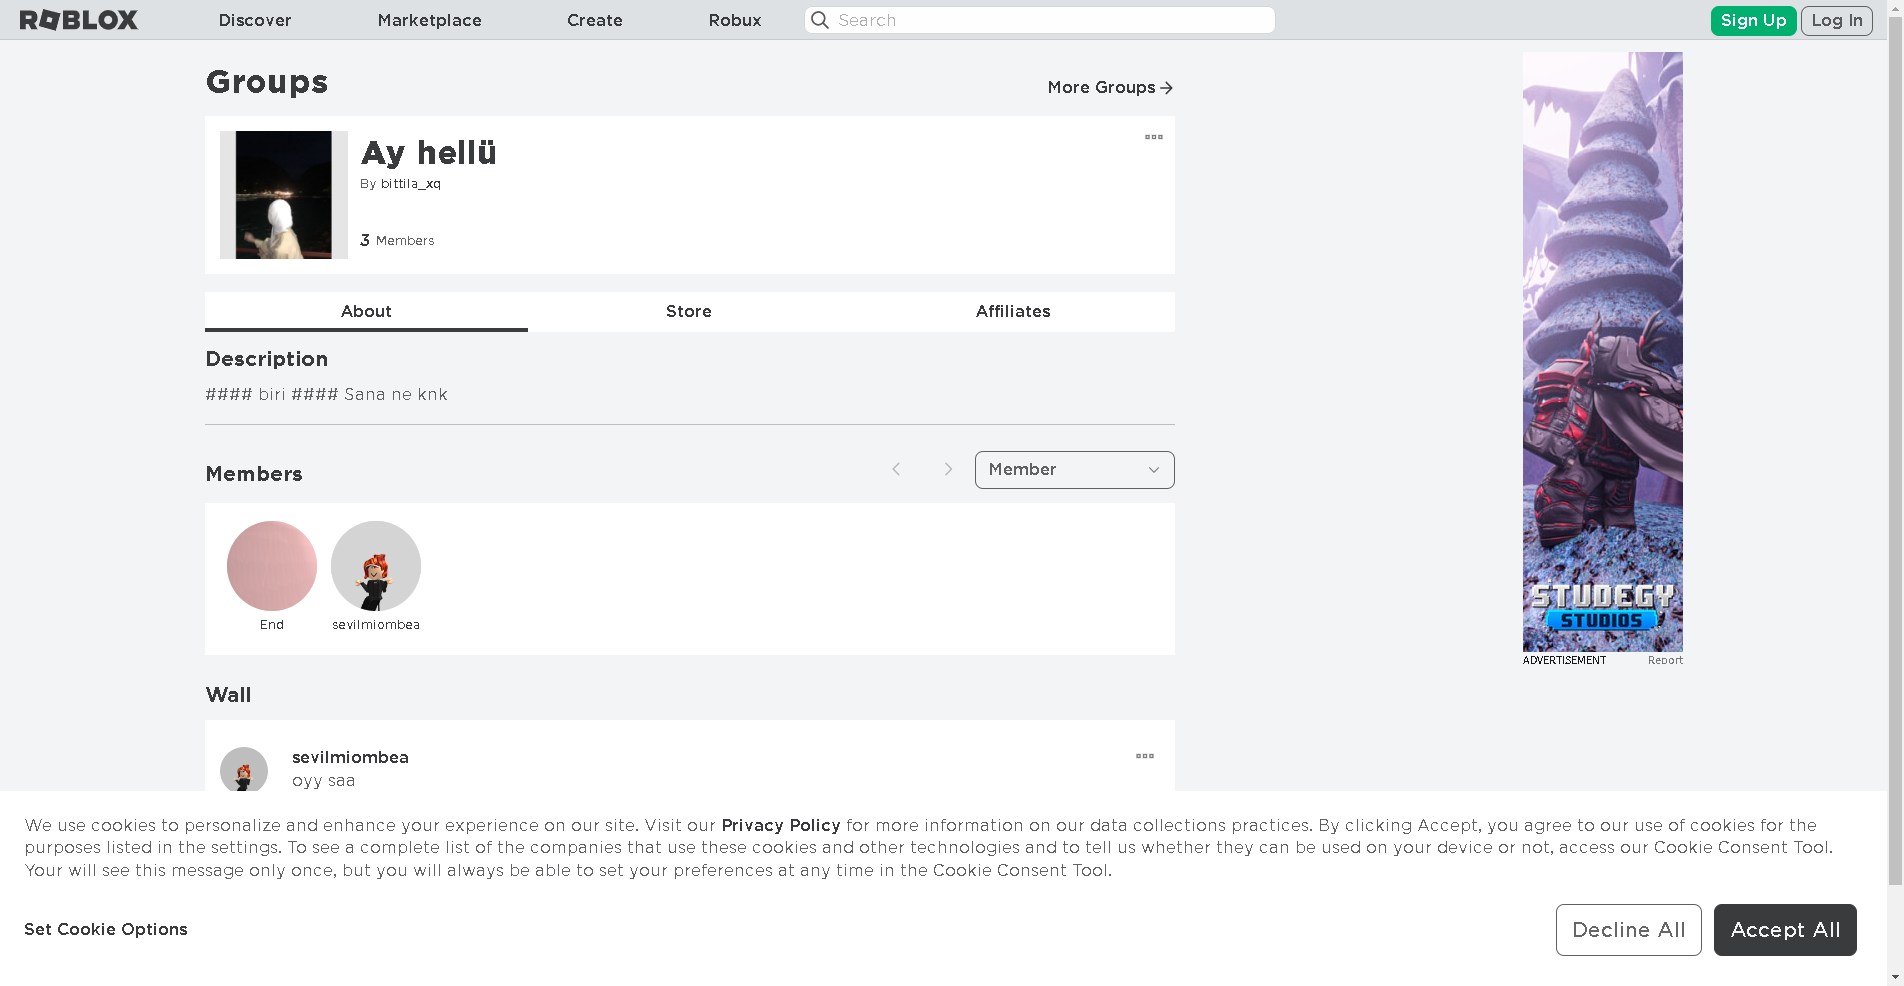 ROBLOX Discover Marketplace Create Robux Search Sign Up Log In
Groups
More Groups
Ay hellü
By bittila_xq
3 Members
About Store Affiliates
Description
#### biri #### Sana ne knk
Members
Member
End sevilmiombea
Wall
sevilmiombea
oyy saa
STUDEGY
STUDIOS
ADVERTISEMENT Report
We use cookies to personalize and enhance your experience on our site. Visit our Privacy Policy for more information on our data collections practices. By clicking Accept, you agree to our use of cookies for the
purposes listed in the settings. To see a complete list of the companies that use these cookies and other technologies and to tell us whether they can be used on your device or not, access our Cookie Consent Tool.
Your will see this message only once, but you will always be able to set your preferences at any time in the Cookie Consent Tool.
Set Cookie Options
Decline All Accept All